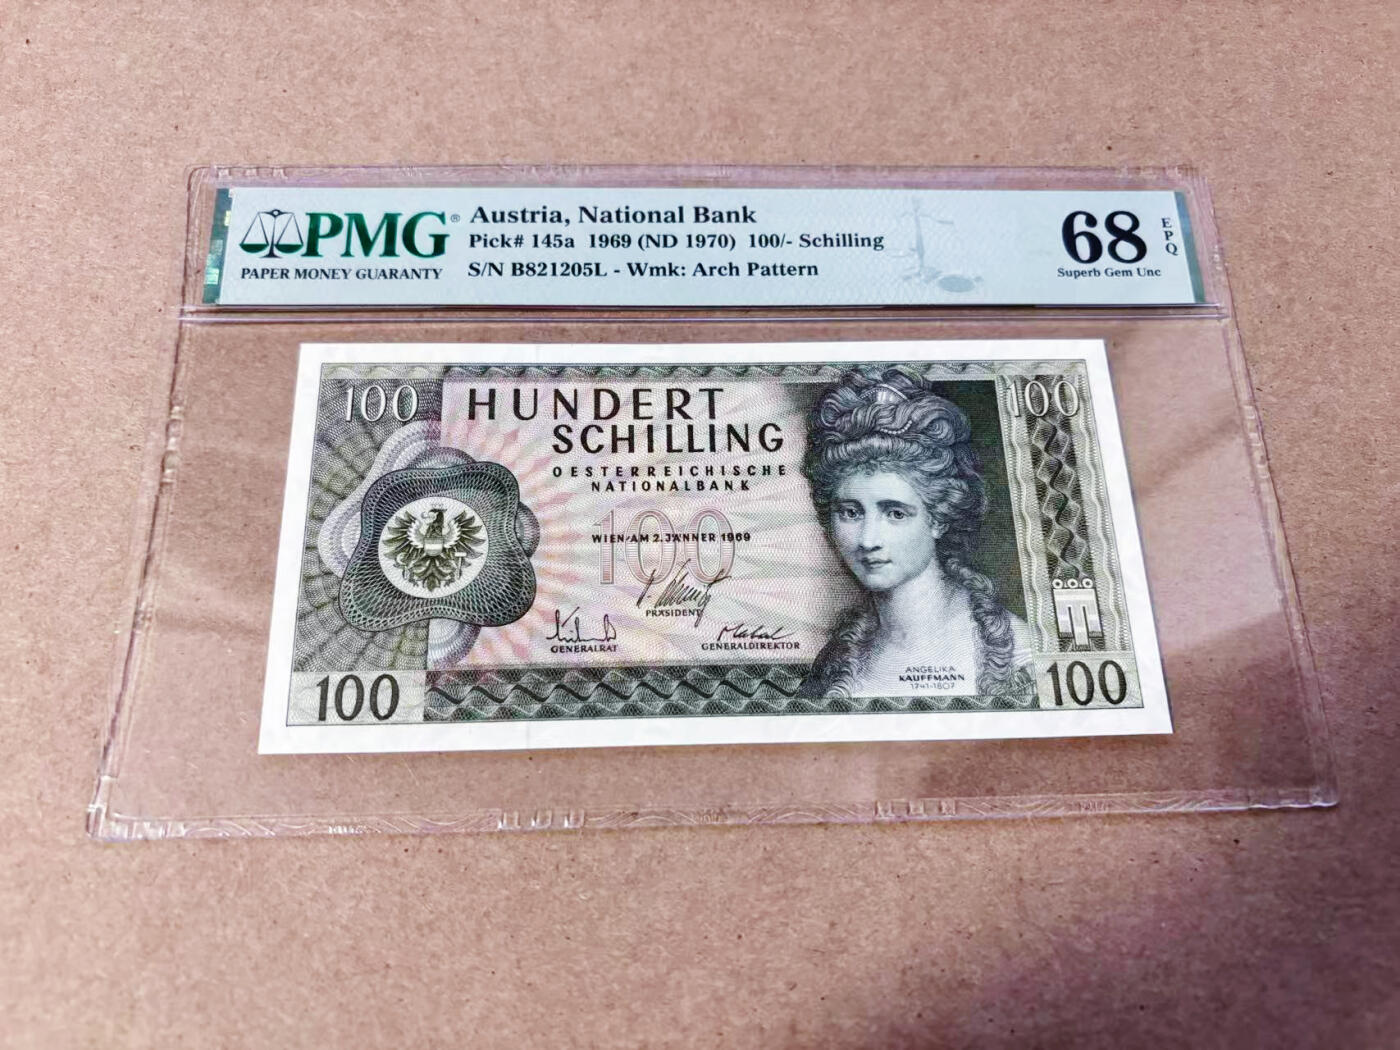 PMG®
PAPER MONEY GUARANTY
Austria, National Bank
Pick# 145a 1969 (ND 1970) 100/- Schilling
S/N B821205L - Wmk: Arch Pattern
68
EPQ
Superb Gem Unc
100
HUNDERT
SCHILLING
OESTERREICHISCHE
NATIONALBANK
100
100
WIEN, AM 2. JÄNNER 1969
PRÄSIDENT
GENERALRAT
GENERALDIREKTOR
ANGELIKA
KAUFFMANN
1741-1807
100
100